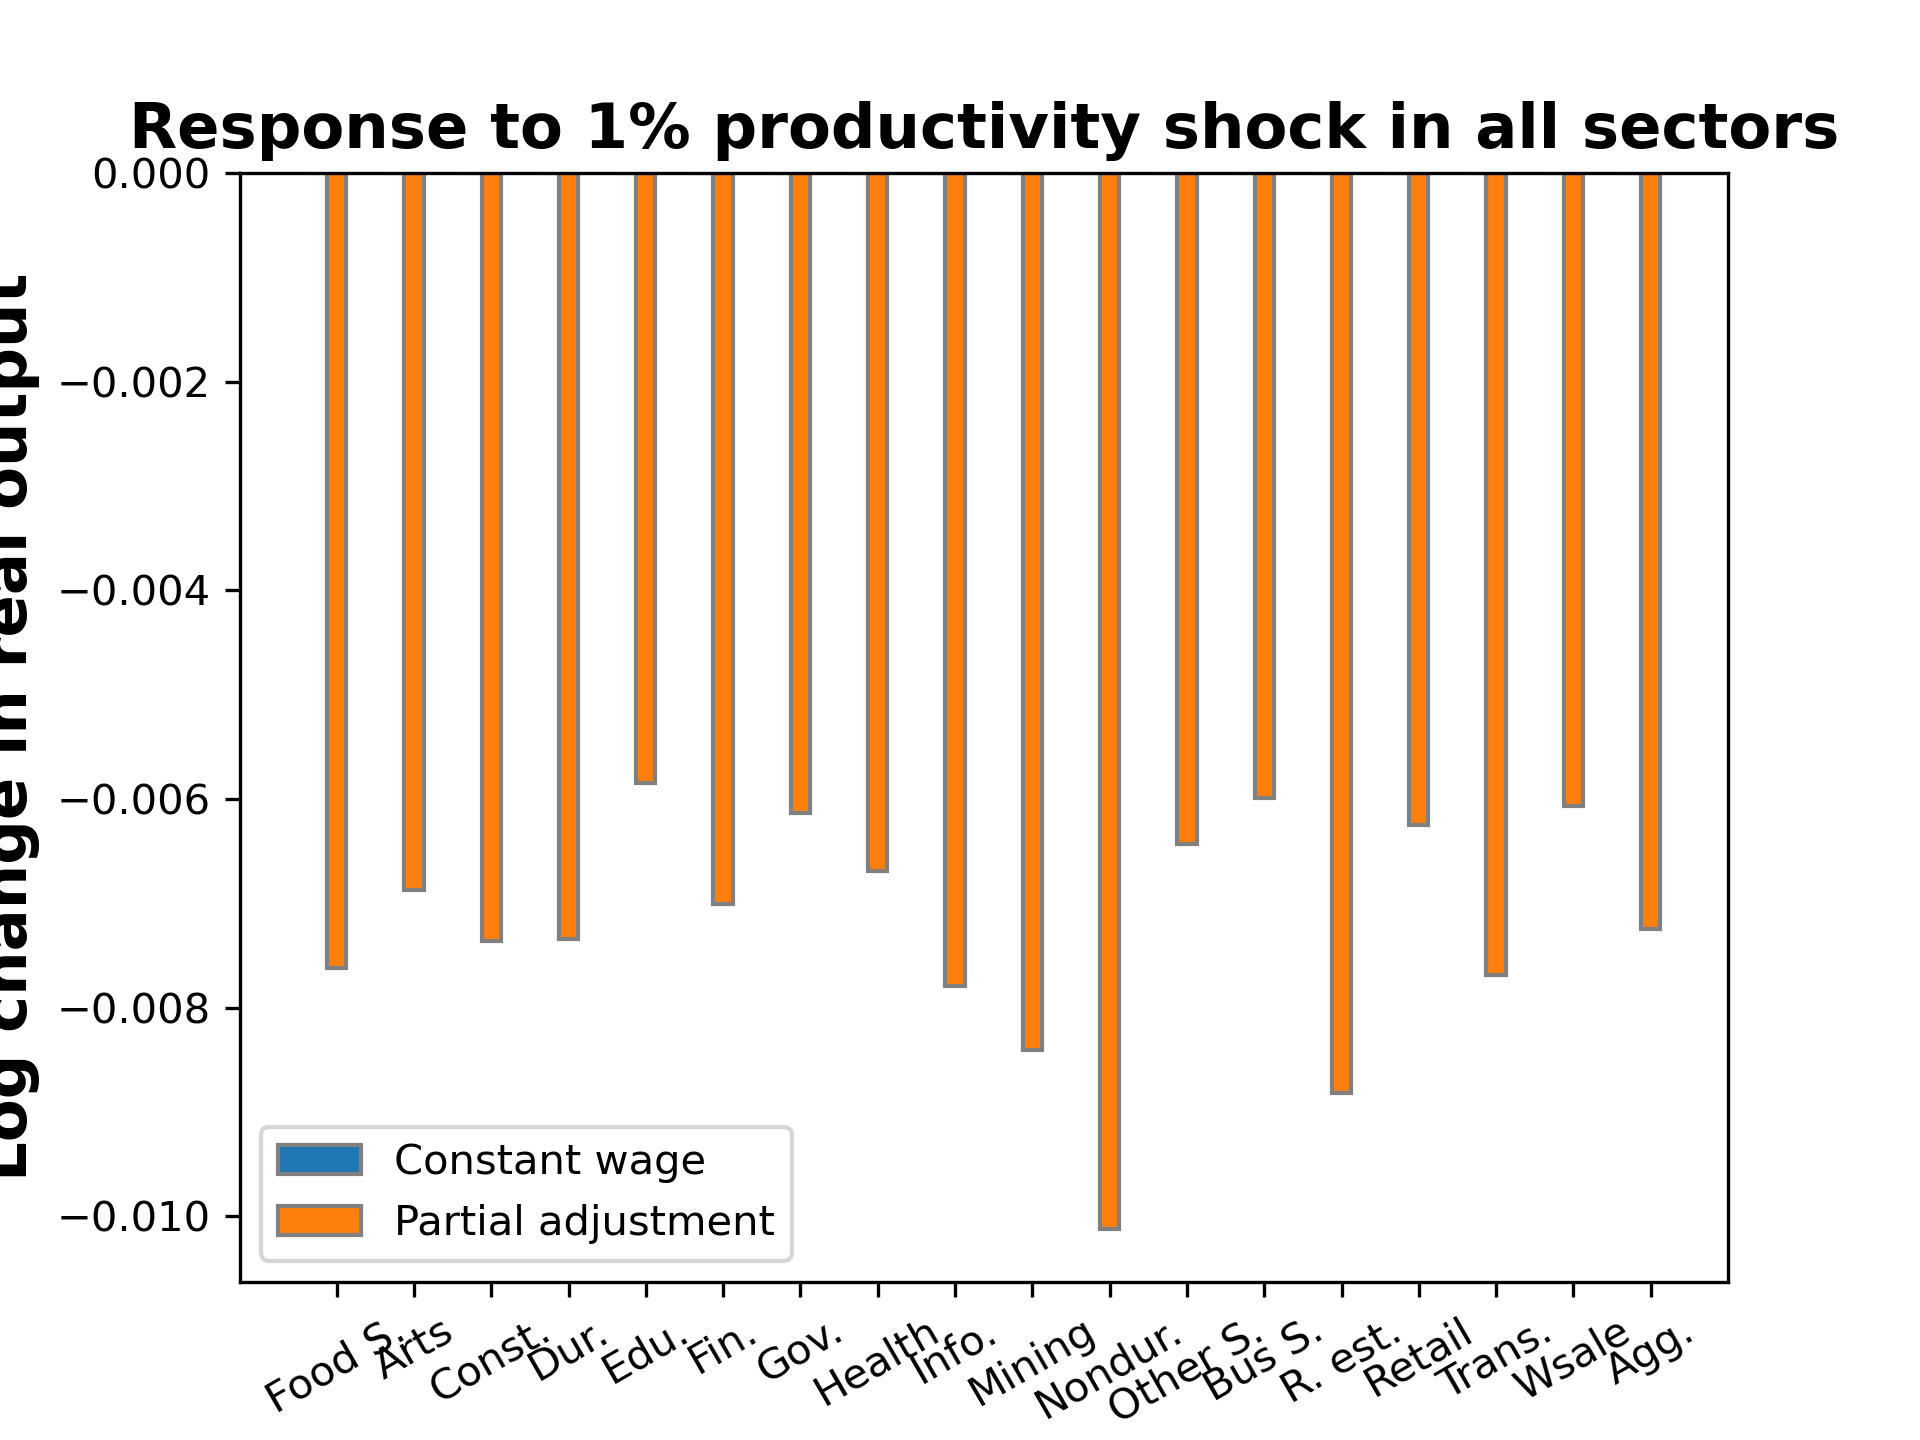 Response to 1% productivity shock in all sectors
Log change in real output
0.000
−0.002
−0.004
−0.006
−0.008
−0.010
Constant wage
Partial adjustment
Food S.
Arts
Const.
Dur.
Edu.
Fin.
Gov.
Health
Info.
Mining
Nondur.
Other S.
Bus S.
R. est.
Retail
Trans.
Wsale
Agg.